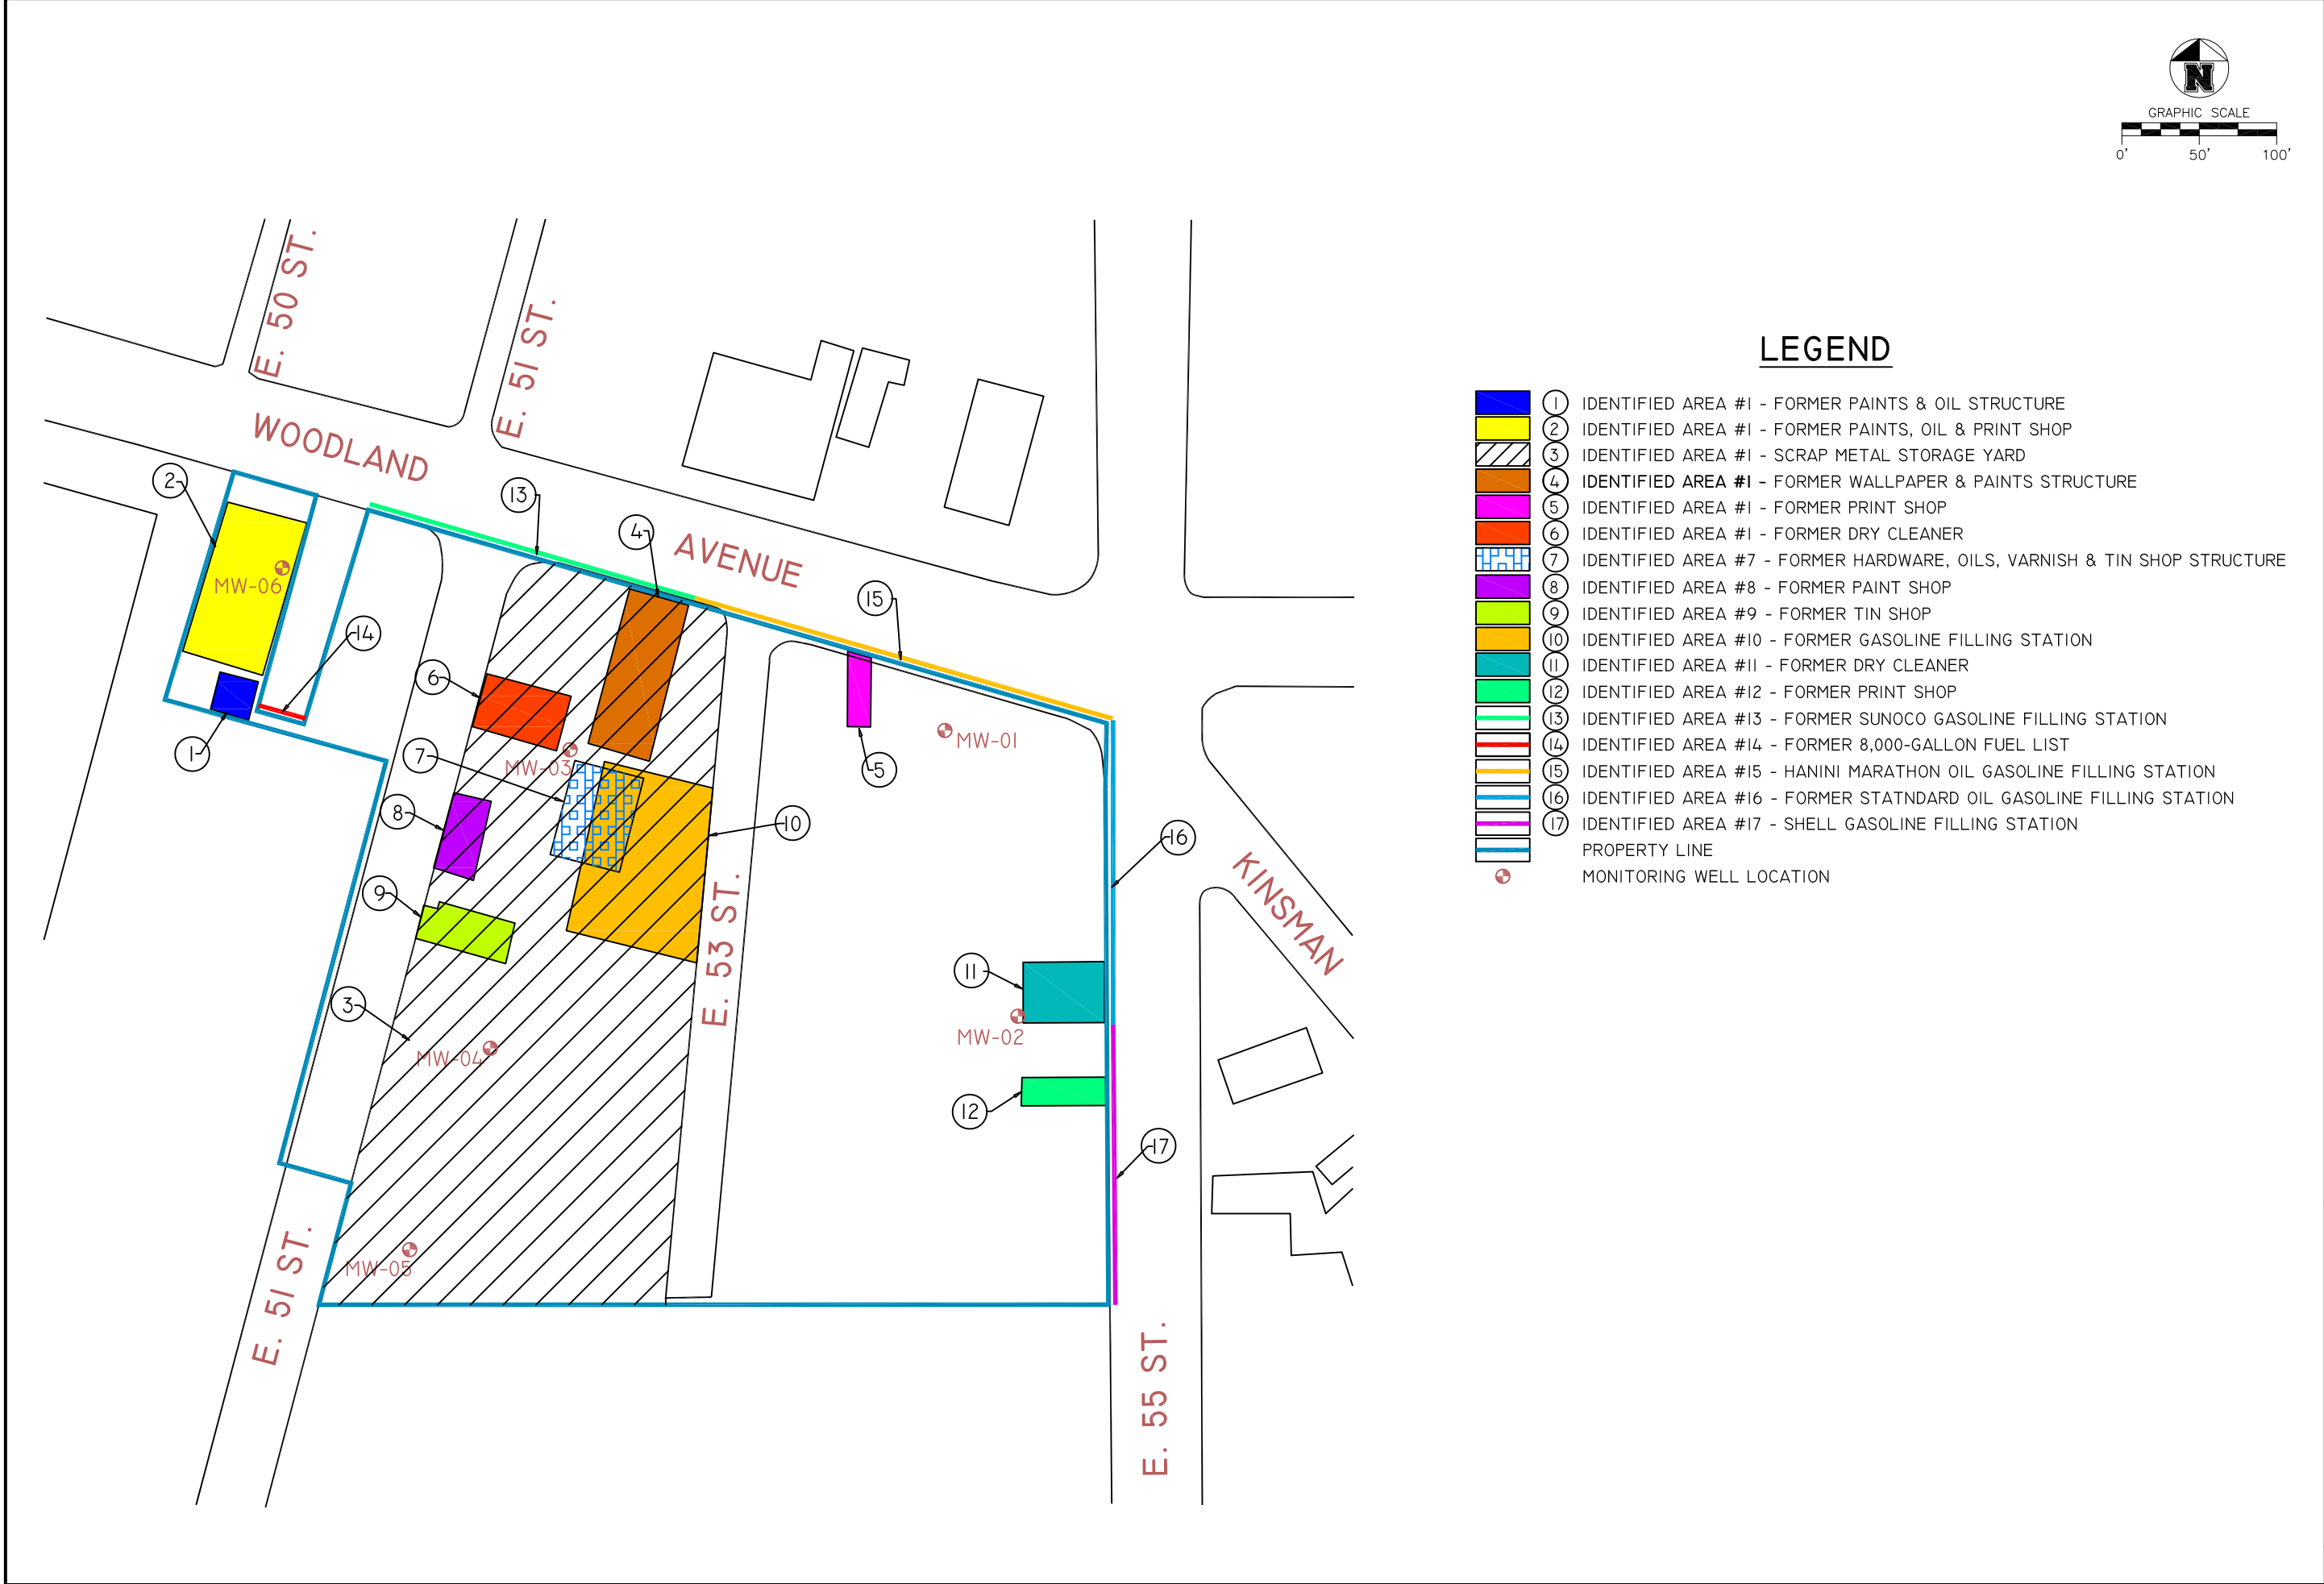 N
GRAPHIC SCALE
0' 50' 100'
E. 50 ST.
E. 51 ST.
WOODLAND
AVENUE
LEGEND
1 IDENTIFIED AREA #1 - FORMER PAINTS & OIL STRUCTURE
2 IDENTIFIED AREA #1 - FORMER PAINTS, OIL & PRINT SHOP
3 IDENTIFIED AREA #1 - SCRAP METAL STORAGE YARD
4 IDENTIFIED AREA #1 - FORMER WALLPAPER & PAINTS STRUCTURE
5 IDENTIFIED AREA #1 - FORMER PRINT SHOP
6 IDENTIFIED AREA #1 - FORMER DRY CLEANER
7 IDENTIFIED AREA #7 - FORMER HARDWARE, OILS, VARNISH & TIN SHOP STRUCTURE
8 IDENTIFIED AREA #8 - FORMER PAINT SHOP
9 IDENTIFIED AREA #9 - FORMER TIN SHOP
10 IDENTIFIED AREA #10 - FORMER GASOLINE FILLING STATION
11 IDENTIFIED AREA #11 - FORMER DRY CLEANER
12 IDENTIFIED AREA #12 - FORMER PRINT SHOP
13 IDENTIFIED AREA #13 - FORMER SUNOCO GASOLINE FILLING STATION
14 IDENTIFIED AREA #14 - FORMER 8,000-GALLON FUEL LIST
15 IDENTIFIED AREA #15 - HANINI MARATHON OIL GASOLINE FILLING STATION
16 IDENTIFIED AREA #16 - FORMER STATNDARD OIL GASOLINE FILLING STATION
17 IDENTIFIED AREA #17 - SHELL GASOLINE FILLING STATION
PROPERTY LINE
MONITORING WELL LOCATION
2
13
4
MW-06
15
14
6
MW-01
1
7
MW-03
5
8
10
16
9
E. 53 ST.
KINSMAN
11
3
MW-02
MW-04
12
17
MW-05
E. 51 ST.
E. 55 ST.